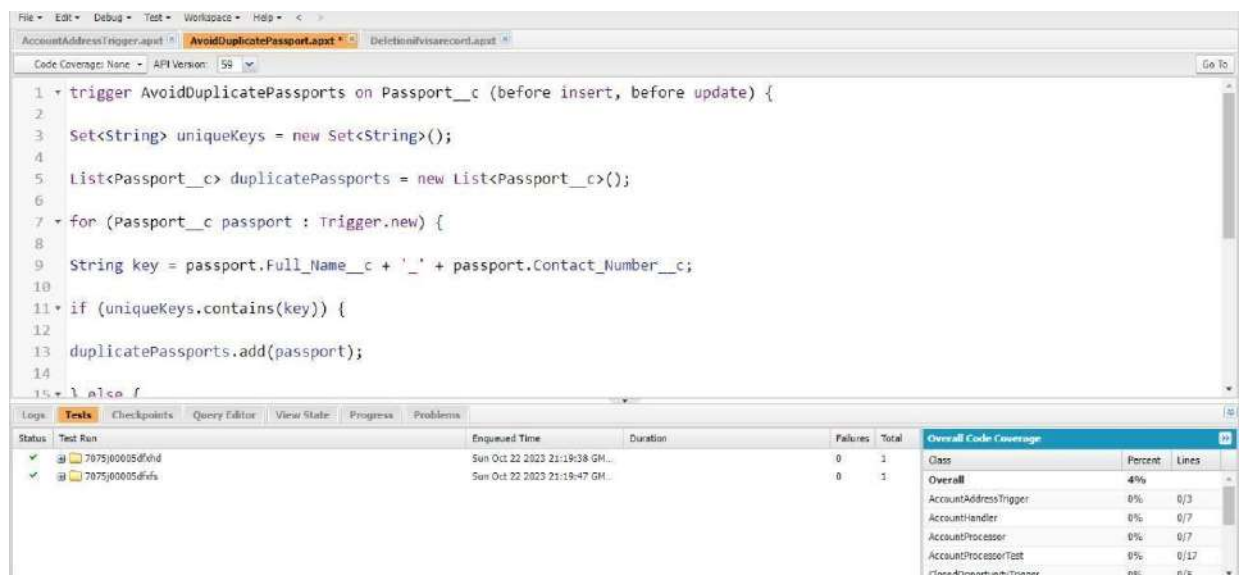 File Edit Debug Test Workspace Help < >
AccountAddressTrigger.apxt AvoidDuplicatePassport.apxt * Deletionifvisarecord.apxt
Code Coverage: None API Version: 59 Go To
1 trigger AvoidDuplicatePassports on Passport__c (before insert, before update) {
2
3 Set<String> uniqueKeys = new Set<String>();
4
5 List<Passport__c> duplicatePassports = new List<Passport__c>();
6
7 for (Passport__c passport : Trigger.new) {
8
9 String key = passport.Full_Name__c + '_' + passport.Contact_Number__c;
10
11 if (uniqueKeys.contains(key)) {
12
13 duplicatePassports.add(passport);
14
15 } else {
Logs Tests Checkpoints Query Editor View State Progress Problems
Status Test Run Enqueued Time Duration Failures Total Overall Code Coverage
7075j00005dfxhd Sun Oct 22 2023 21:19:38 GM... 0 1 Class Percent Lines
Sun Oct 22 2023 21:19:47 GM... 0 1 Overall 4%
AccountAddressTrigger 0% 0/3
AccountHandler 0% 0/7
AccountProcessor 0% 0/7
AccountProcessorTest 0% 0/17
ClosedOpportunityTrigger 0%